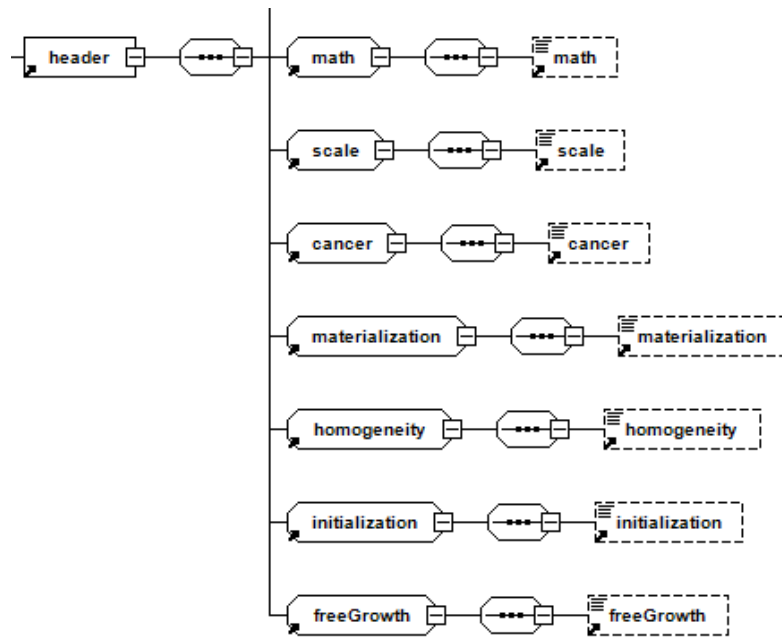 header math math
scale scale
cancer cancer
materialization materialization
homogeneity homogeneity
initialization initialization
freeGrowth freeGrowth